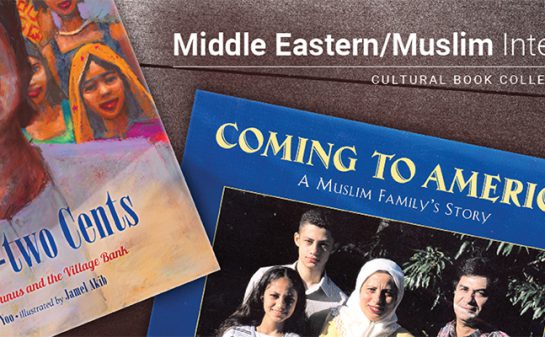 Middle Eastern/Muslim Inte
CULTURAL BOOK COLLE
COMING TO AMERIC
A MUSLIM FAMILY'S STORY
-two Cents
unus and the Village Bank
Yoo • illustrated by Jamel Akib